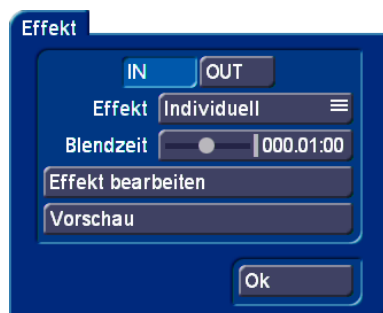 Effekt
IN OUT
Effekt Individuell
Blendzeit 000.01:00
Effekt bearbeiten
Vorschau
Ok